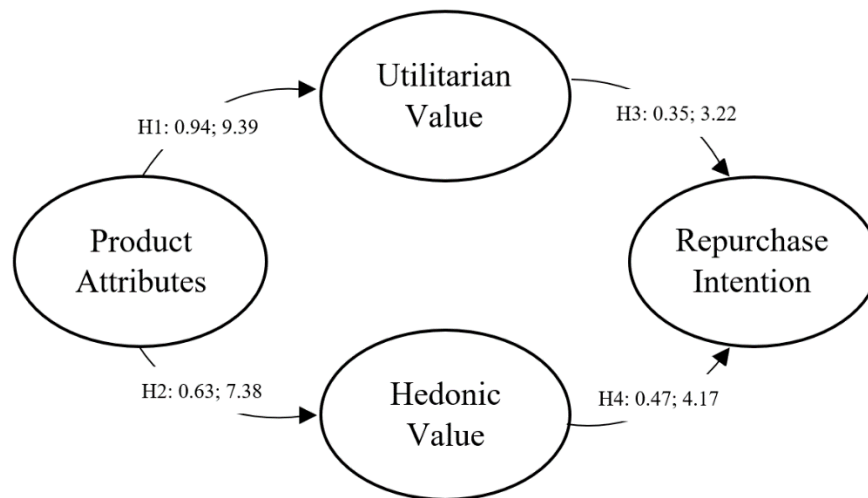 Utilitarian
Value
H1: 0.94; 9.39
H3: 0.35; 3.22
Product
Attributes
Repurchase
Intention
H2: 0.63; 7.38
Hedonic
Value
H4: 0.47; 4.17